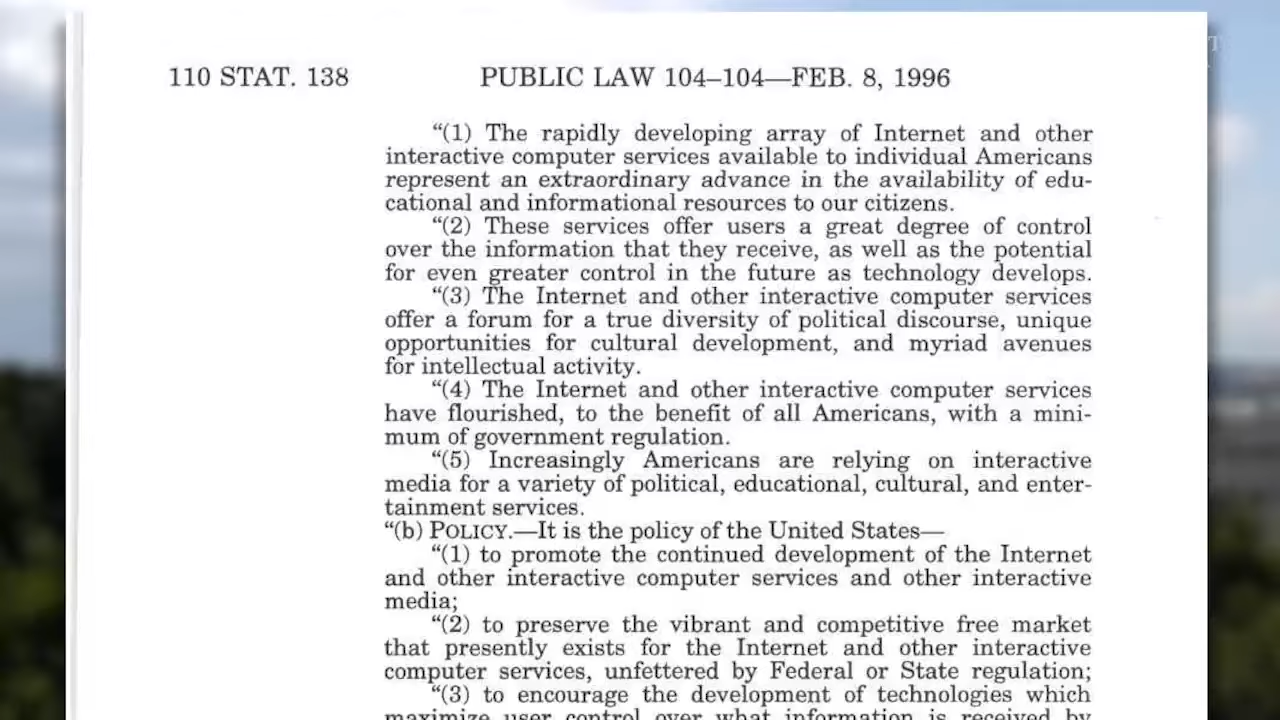 110 STAT. 138 PUBLIC LAW 104–104—FEB. 8, 1996
“(1) The rapidly developing array of Internet and other
interactive computer services available to individual Americans
represent an extraordinary advance in the availability of edu-
cational and informational resources to our citizens.
“(2) These services offer users a great degree of control
over the information that they receive, as well as the potential
for even greater control in the future as technology develops.
“(3) The Internet and other interactive computer services
offer a forum for a true diversity of political discourse, unique
opportunities for cultural development, and myriad avenues
for intellectual activity.
“(4) The Internet and other interactive computer services
have flourished, to the benefit of all Americans, with a mini-
mum of government regulation.
“(5) Increasingly Americans are relying on interactive
media for a variety of political, educational, cultural, and enter-
tainment services.
“(b) POLICY.—It is the policy of the United States—
“(1) to promote the continued development of the Internet
and other interactive computer services and other interactive
media;
“(2) to preserve the vibrant and competitive free market
that presently exists for the Internet and other interactive
computer services, unfettered by Federal or State regulation;
“(3) to encourage the development of technologies which
maximize user control over what information is received by